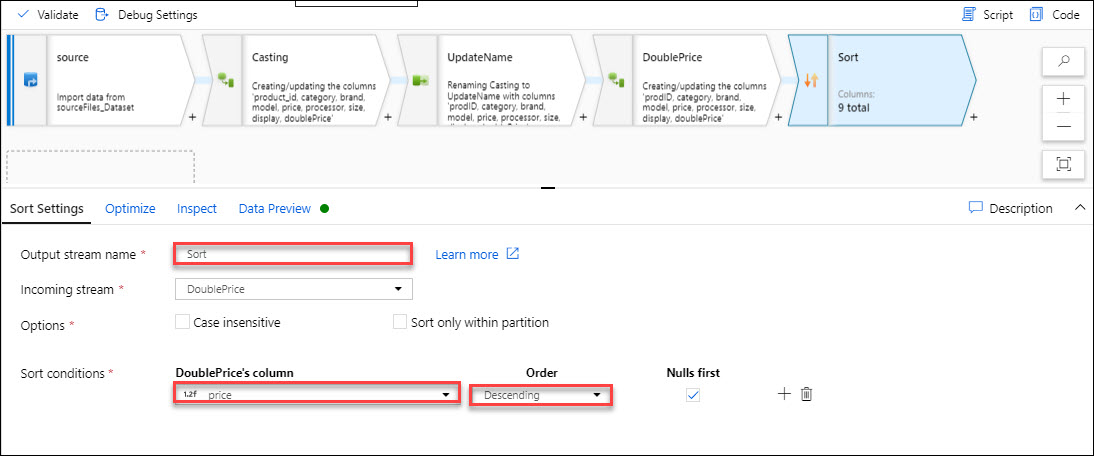 Validate Debug Settings Script Code
source
Import data from
sourceFiles_Dataset
+
Casting
Creating/updating the columns
'product_id, category, brand,
model, price, processor, size,
display, doublePrice'
+
UpdateName
Renaming Casting to
UpdateName with columns
'prodID, category, brand,
model, price, processor, size,
+
DoublePrice
Creating/updating the columns
'prodID, category, brand,
model, price, processor, size,
display, doublePrice'
+
Sort
Columns:
9 total
+
Sort Settings Optimize Inspect Data Preview Description
Output stream name * Sort Learn more
Incoming stream * DoublePrice
Options * Case insensitive Sort only within partition
Sort conditions * DoublePrice's column Order Nulls first
1.2f price Descending